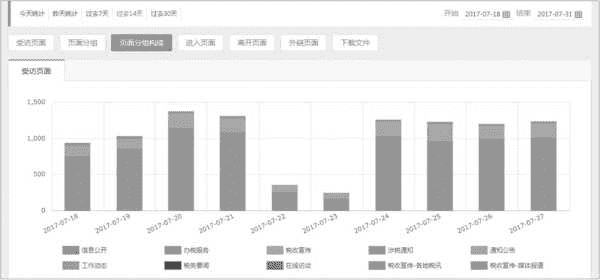 今天统计 昨天统计 过去7天 过去14天 过去30天 开始 2017-07-18 结束 2017-07-31
受访页面 页面分组 页面分组构成 进入页面 离开页面 外链页面 下载文件
受访页面
1,500
1,000
500
0
2017-07-18 2017-07-19 2017-07-20 2017-07-21 2017-07-22 2017-07-23 2017-07-24 2017-07-25 2017-07-26 2017-07-27
信息公开 办税服务 税收宣传 涉税通知 通知公告
工作动态 税务要闻 在线访谈 税收宣传-各地税讯 税收宣传-媒体报道